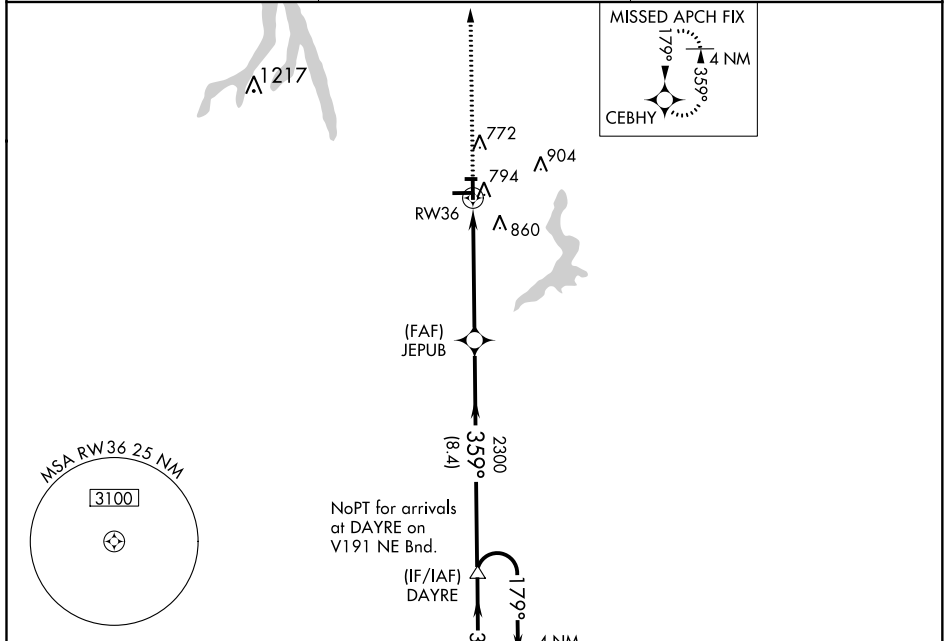 MISSED APCH FIX
179°
4 NM
359°
CEBHY
1217
772
904
794
RW36
860
(FAF)
JEPUB
2300
359°
(8.4)
MSA RW36 25 NM
3100
NoPT for arrivals
at DAYRE on
V191 NE Bnd.
(IF/IAF)
DAYRE
179°
3
4 NM